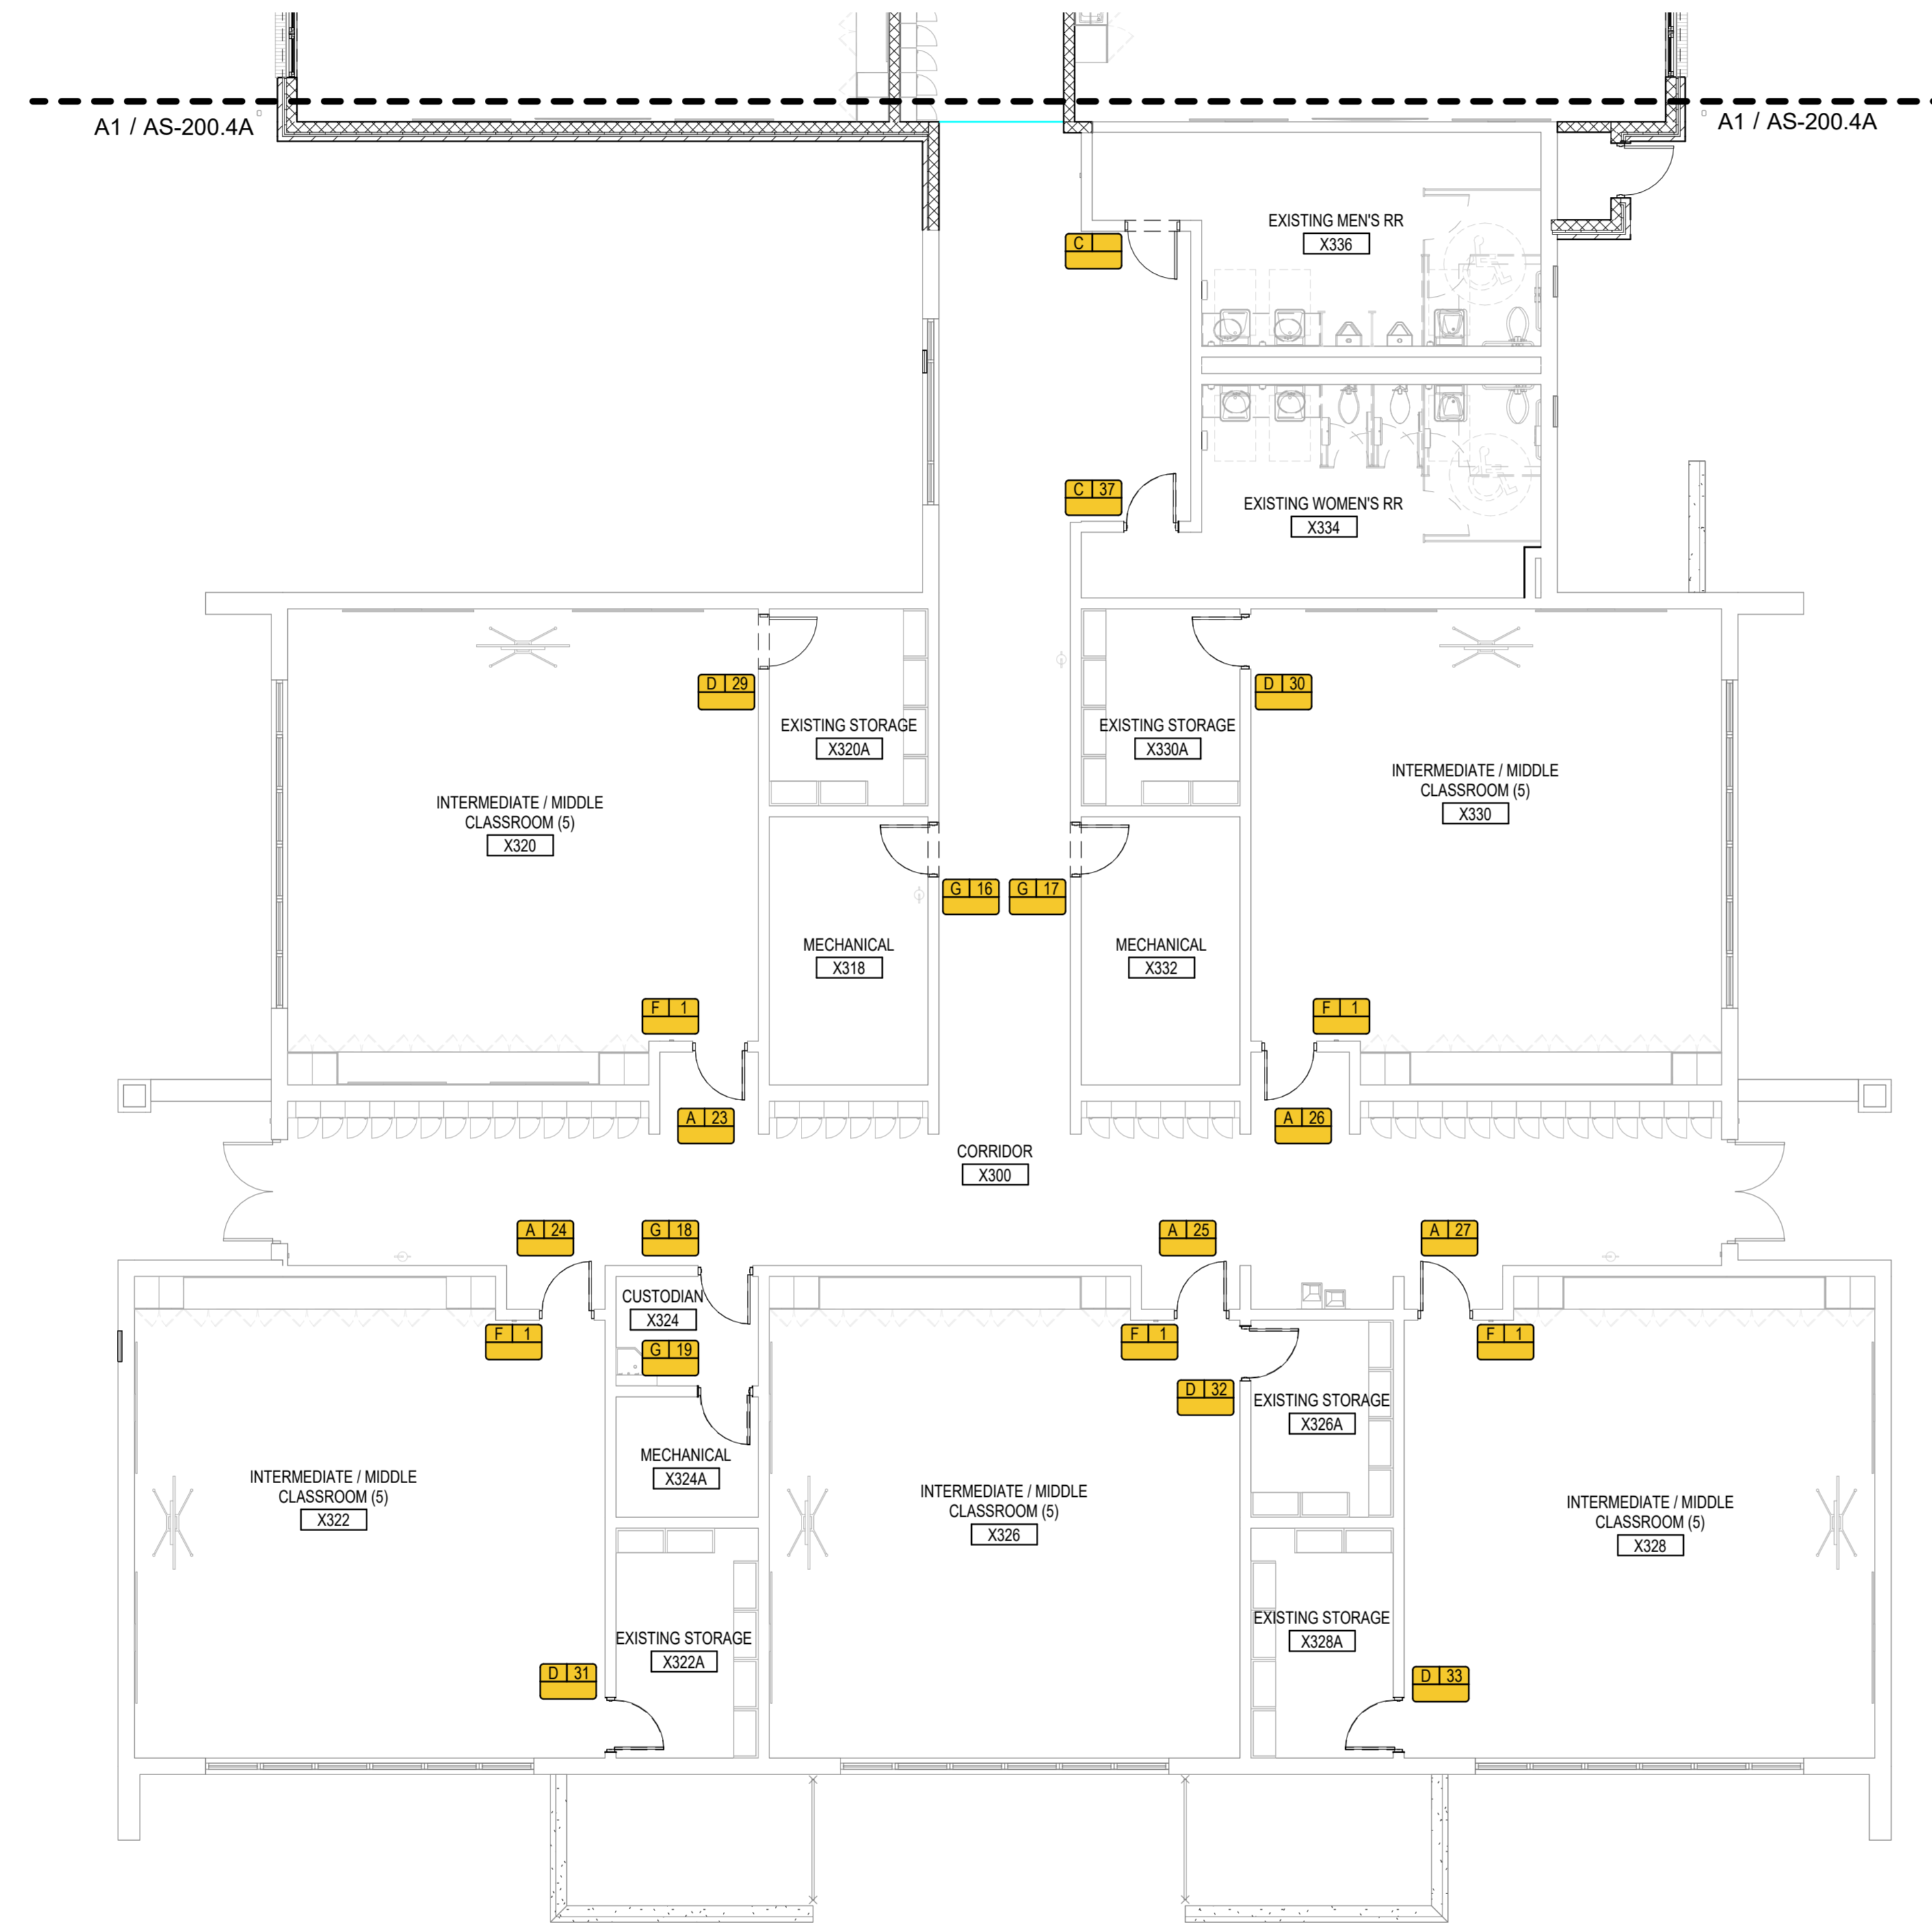 A1 / AS-200.4A
A1 / AS-200.4A
EXISTING MEN'S RR
X336
C
C 37
EXISTING WOMEN'S RR
X334
D 29
D 30
EXISTING STORAGE
X320A
EXISTING STORAGE
X330A
INTERMEDIATE / MIDDLE
CLASSROOM (5)
X320
INTERMEDIATE / MIDDLE
CLASSROOM (5)
X330
G 16
G 17
MECHANICAL
X318
MECHANICAL
X332
F 1
F 1
A 23
A 26
CORRIDOR
X300
A 24
G 18
A 25
A 27
CUSTODIAN
X324
F 1
G 19
F 1
F 1
D 32
EXISTING STORAGE
X326A
MECHANICAL
X324A
INTERMEDIATE / MIDDLE
CLASSROOM (5)
X322
INTERMEDIATE / MIDDLE
CLASSROOM (5)
X326
INTERMEDIATE / MIDDLE
CLASSROOM (5)
X328
EXISTING STORAGE
X322A
EXISTING STORAGE
X328A
D 31
D 33